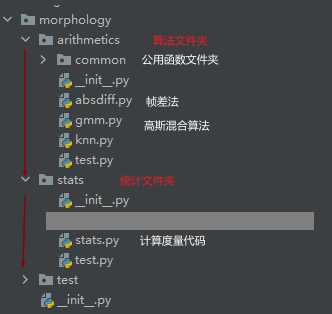 morphology
arithmetics 算法文件夹
common 公用函数文件夹
__init__.py
absdiff.py 帧差法
gmm.py 高斯混合算法
knn.py
test.py
stats 统计文件夹
__init__.py
stats.py 计算度量代码
test.py
test
__init__.py